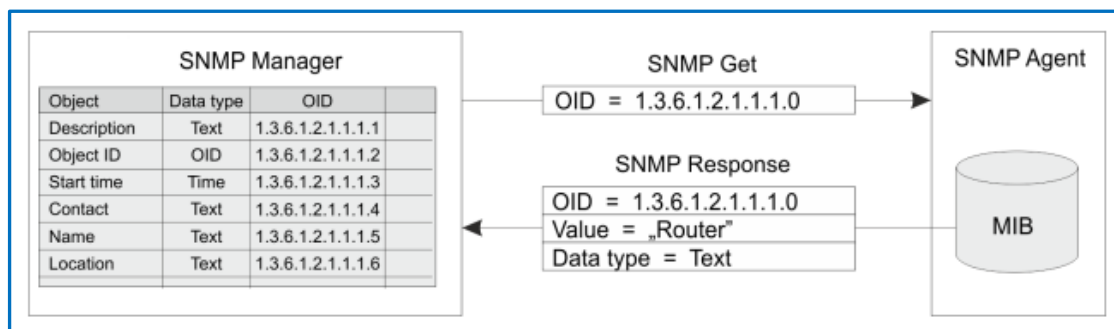 SNMP Manager
Object Data type OID
Description Text 1.3.6.1.2.1.1.1.1
Object ID OID 1.3.6.1.2.1.1.1.2
Start time Time 1.3.6.1.2.1.1.1.3
Contact Text 1.3.6.1.2.1.1.1.4
Name Text 1.3.6.1.2.1.1.1.5
Location Text 1.3.6.1.2.1.1.1.6
SNMP Get
OID = 1.3.6.1.2.1.1.1.0
SNMP Response
OID = 1.3.6.1.2.1.1.1.0
Value = „Router”
Data type = Text
SNMP Agent
MIB